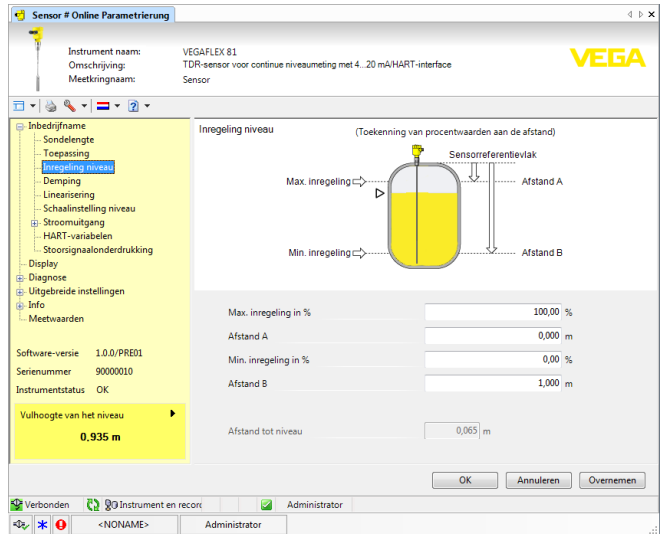 Sensor # Online Parametrierung
Instrument naam: VEGAFLEX 81
Omschrijving: TDR-sensor voor continue niveaumeting met 4...20 mA/HART-interface
Meetkringnaam: Sensor
VEGA
Inbedrijfname
Sondelengte
Toepassing
Inregeling niveau
Demping
Linearisering
Schaalinstelling niveau
Stroomuitgang
HART-variabelen
Stoorsignaalonderdrukking
Display
Diagnose
Uitgebreide instellingen
Info
Meetwaarden
Software-versie 1.0.0/PRE01
Serienummer 90000010
Instrumentstatus OK
Vulhoogte van het niveau
0,935 m
Inregeling niveau
(Toekenning van procentwaarden aan de afstand)
Sensorreferentievlak
Max. inregeling
Afstand A
Min. inregeling
Afstand B
Max. inregeling in % 100,00 %
Afstand A 0,000 m
Min. inregeling in % 0,00 %
Afstand B 1,000 m
Afstand tot niveau 0,065 m
OK Annuleren Overnemen
Verbonden Instrument en record Administrator
<NONAME> Administrator